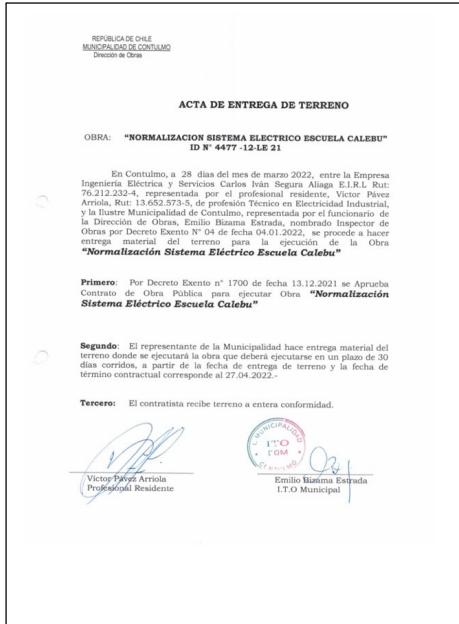 REPÚBLICA DE CHILE
MUNICIPALIDAD DE CONTULMO
Dirección de Obras
ACTA DE ENTREGA DE TERRENO
OBRA: "NORMALIZACION SISTEMA ELECTRICO ESCUELA CALEBU"
ID N° 4477 -12-LE 21
En Contulmo, a 28 días del mes de marzo 2022, entre la Empresa
Ingeniería Eléctrica y Servicios Carlos Iván Segura Aliaga E.I.R.L Rut:
76.212.232-4, representada por el profesional residente, Víctor Pávez
Arriola, Rut: 13.652.573-5, de profesión Técnico en Electricidad Industrial,
y la Ilustre Municipalidad de Contulmo, representada por el funcionario de
la Dirección de Obras, Emilio Bizama Estrada, nombrado Inspector de
Obras por Decreto Exento N° 04 de fecha 04.01.2022, se procede a hacer
entrega material del terreno para la ejecución de la Obra
"Normalización Sistema Eléctrico Escuela Calebu"
Primero: Por Decreto Exento n° 1700 de fecha 13.12.2021 se Aprueba
Contrato de Obra Pública para ejecutar Obra "Normalización
Sistema Eléctrico Escuela Calebu"
Segundo: El representante de la Municipalidad hace entrega material del
terreno donde se ejecutará la obra que deberá ejecutarse en un plazo de 30
días corridos, a partir de la fecha de entrega de terreno y la fecha de
término contractual corresponde al 27.04.2022.-
Tercero: El contratista recibe terreno a entera conformidad.
I. MUNICIPALIDAD
ITO
DOM
CONTULMO
Víctor Pávez Arriola
Profesional Residente
Emilio Bizama Estrada
I.T.O Municipal